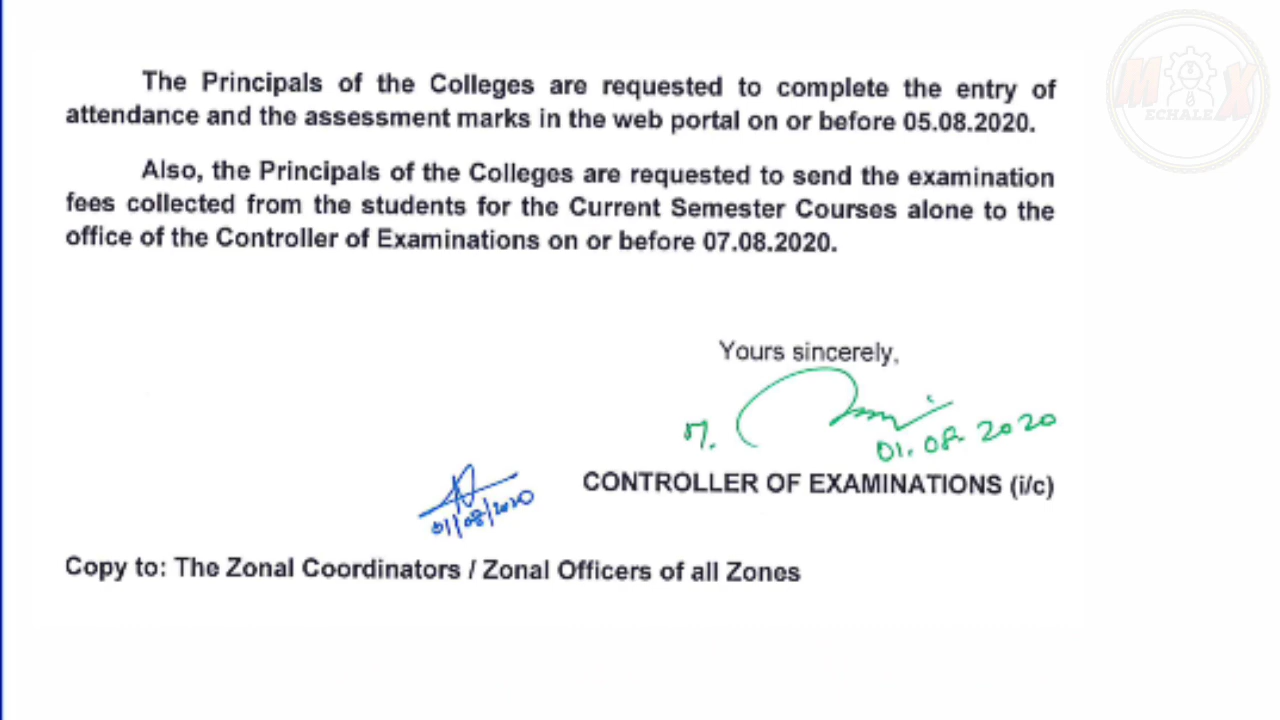 The Principals of the Colleges are requested to complete the entry of
attendance and the assessment marks in the web portal on or before 05.08.2020.
Also, the Principals of the Colleges are requested to send the examination
fees collected from the students for the Current Semester Courses alone to the
office of the Controller of Examinations on or before 07.08.2020.
Yours sincerely,
01.08.2020
CONTROLLER OF EXAMINATIONS (i/c)
01/08/2020
Copy to: The Zonal Coordinators / Zonal Officers of all Zones
M X
ECHALE